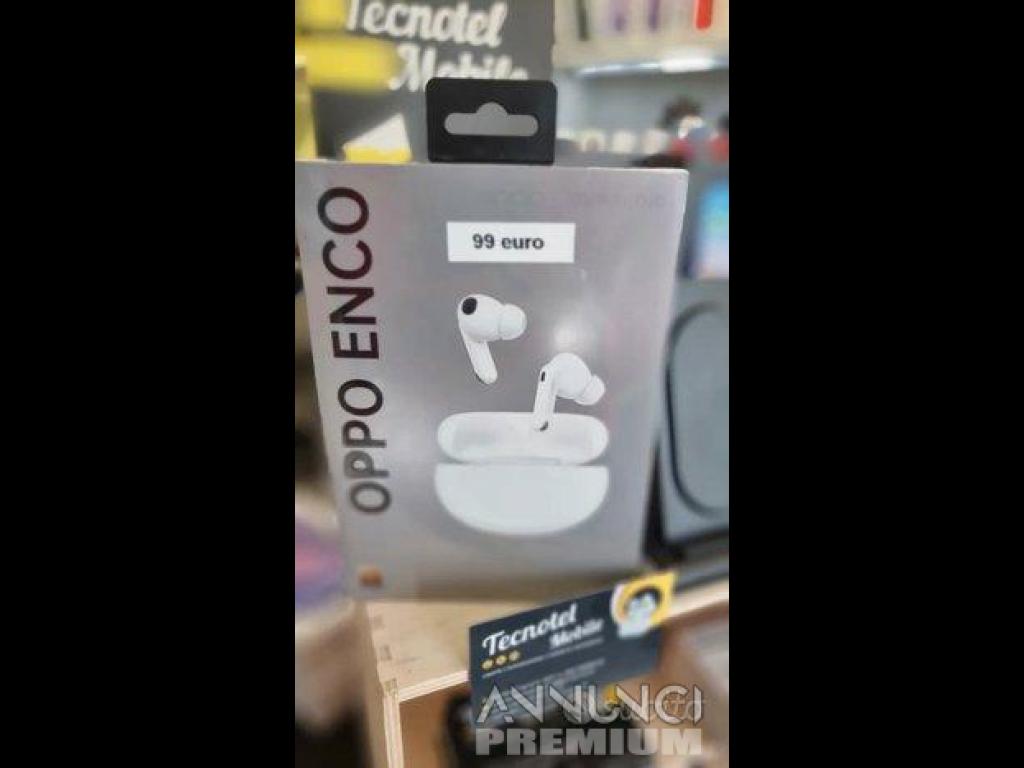 Tecnotel
Mobile
OPPO ENCO
99 euro
Tecnotel
Mobile
ANNUNCI
PREMIUM